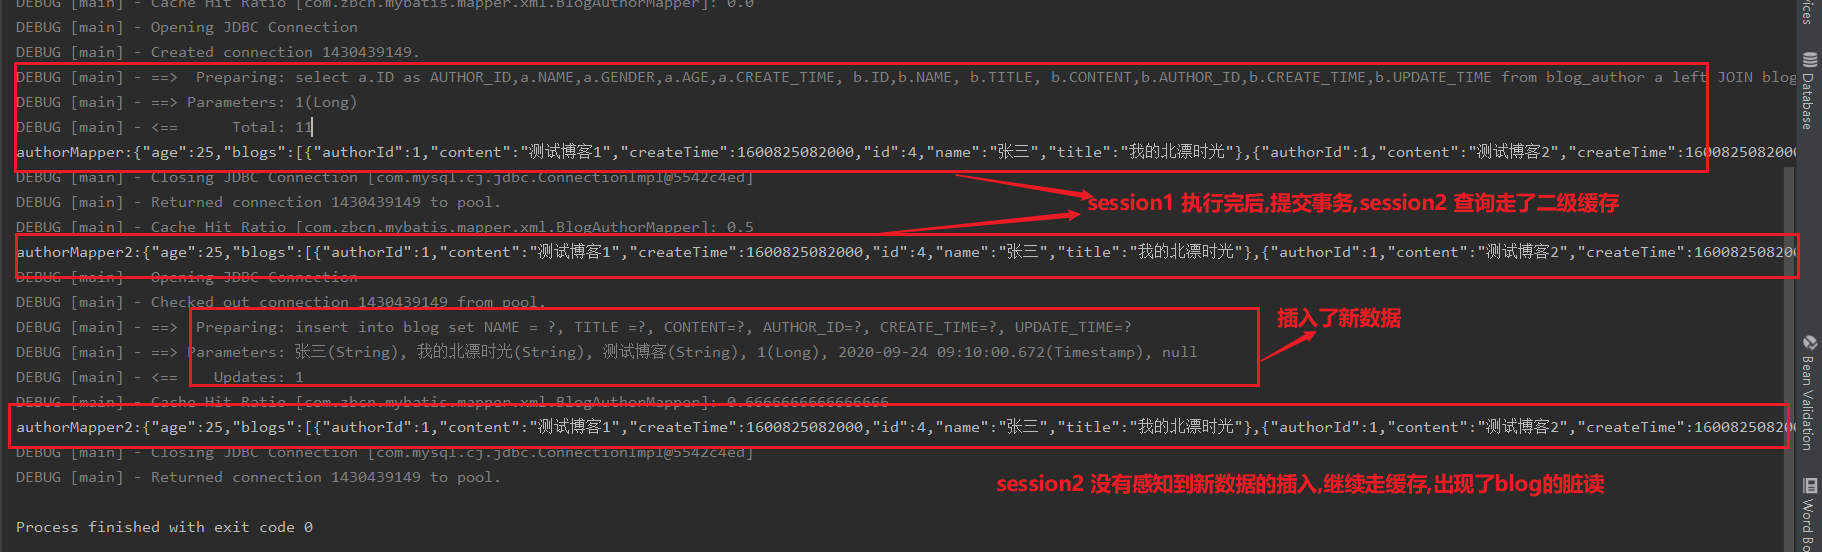 DEBUG [main] - Cache Hit Ratio [com.zbcn.mybatis.mapper.xml.BlogAuthorMapper]: 0.0
DEBUG [main] - Opening JDBC Connection
DEBUG [main] - Created connection 1430439149.
DEBUG [main] - ==>  Preparing: select a.ID as AUTHOR_ID,a.NAME,a.GENDER,a.AGE,a.CREATE_TIME, b.ID,b.NAME, b.TITLE, b.CONTENT,b.AUTHOR_ID,b.CREATE_TIME,b.UPDATE_TIME from blog_author a left JOIN blog
DEBUG [main] - ==> Parameters: 1(Long)
DEBUG [main] - <==      Total: 11
authorMapper:{"age":25,"blogs":[{"authorId":1,"content":"测试博客1","createTime":1600825082000,"id":4,"name":"张三","title":"我的北漂时光"},{"authorId":1,"content":"测试博客2","createTime":1600825082000
DEBUG [main] - Closing JDBC Connection [com.mysql.cj.jdbc.ConnectionImpl@5542c4ed]
DEBUG [main] - Returned connection 1430439149 to pool.
session1 执行完后,提交事务,session2 查询走了二级缓存
DEBUG [main] - Cache Hit Ratio [com.zbcn.mybatis.mapper.xml.BlogAuthorMapper]: 0.5
authorMapper2:{"age":25,"blogs":[{"authorId":1,"content":"测试博客1","createTime":1600825082000,"id":4,"name":"张三","title":"我的北漂时光"},{"authorId":1,"content":"测试博客2","createTime":160082508200
DEBUG [main] - Opening JDBC Connection
DEBUG [main] - Checked out connection 1430439149 from pool.
DEBUG [main] - ==>  Preparing: insert into blog set NAME = ?, TITLE =?, CONTENT=?, AUTHOR_ID=?, CREATE_TIME=?, UPDATE_TIME=?
插入了新数据
DEBUG [main] - ==> Parameters: 张三(String), 我的北漂时光(String), 测试博客(String), 1(Long), 2020-09-24 09:10:00.672(Timestamp), null
DEBUG [main] - <==    Updates: 1
DEBUG [main] - Cache Hit Ratio [com.zbcn.mybatis.mapper.xml.BlogAuthorMapper]: 0.6666666666666666
authorMapper2:{"age":25,"blogs":[{"authorId":1,"content":"测试博客1","createTime":1600825082000,"id":4,"name":"张三","title":"我的北漂时光"},{"authorId":1,"content":"测试博客2","createTime":160082508200
DEBUG [main] - Closing JDBC Connection [com.mysql.cj.jdbc.ConnectionImpl@5542c4ed]
DEBUG [main] - Returned connection 1430439149 to pool.
session2 没有感知到新数据的插入,继续走缓存,出现了blog的脏读
Process finished with exit code 0
Database
Bean Validation
Word Bo